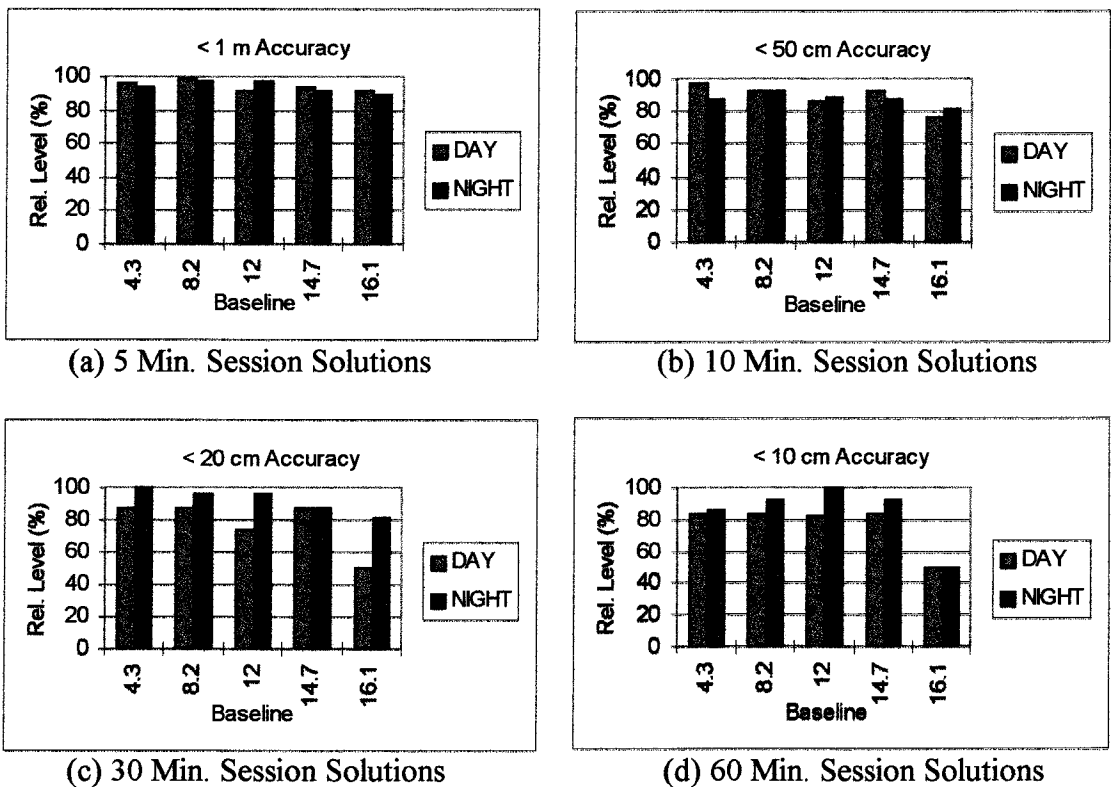 < 1 m Accuracy
Rel. Level (%)
100
80
60
40
20
0
4.3
8.2
12
14.7
16.1
Baseline
DAY
NIGHT
(a) 5 Min. Session Solutions
< 50 cm Accuracy
Rel. Level (%)
100
80
60
40
20
0
4.3
8.2
12
14.7
16.1
Baseline
DAY
NIGHT
(b) 10 Min. Session Solutions
< 20 cm Accuracy
Rel. Level (%)
100
80
60
40
20
0
4.3
8.2
12
14.7
16.1
Baseline
DAY
NIGHT
(c) 30 Min. Session Solutions
< 10 cm Accuracy
Rel. Level (%)
100
80
60
40
20
0
4.3
8.2
12
14.7
16.1
Baseline
DAY
NIGHT
(d) 60 Min. Session Solutions